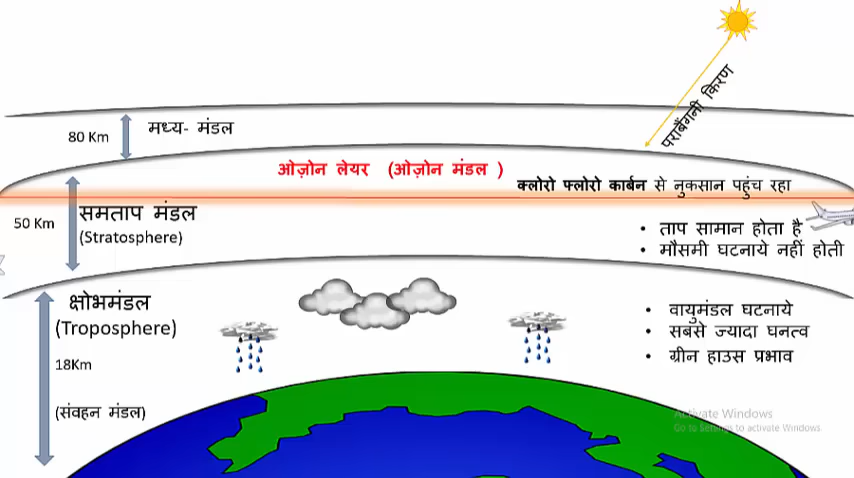 पराबैंगनी किरण
80 Km
मध्य- मंडल
ओज़ोन लेयर (ओज़ोन मंडल )
क्लोरो फ्लोरो कार्बन से नुकसान पहुंच रहा
50 Km
समताप मंडल
(Stratosphere)
• ताप सामान होता है
• मौसमी घटनाये नहीं होती
क्षोभमंडल
(Troposphere)
18Km
(संवहन मंडल)
• वायुमंडल घटनाये
• सबसे ज्यादा घनत्व
• ग्रीन हाउस प्रभाव
Activate Windows
Go to Settings to activate Windows.